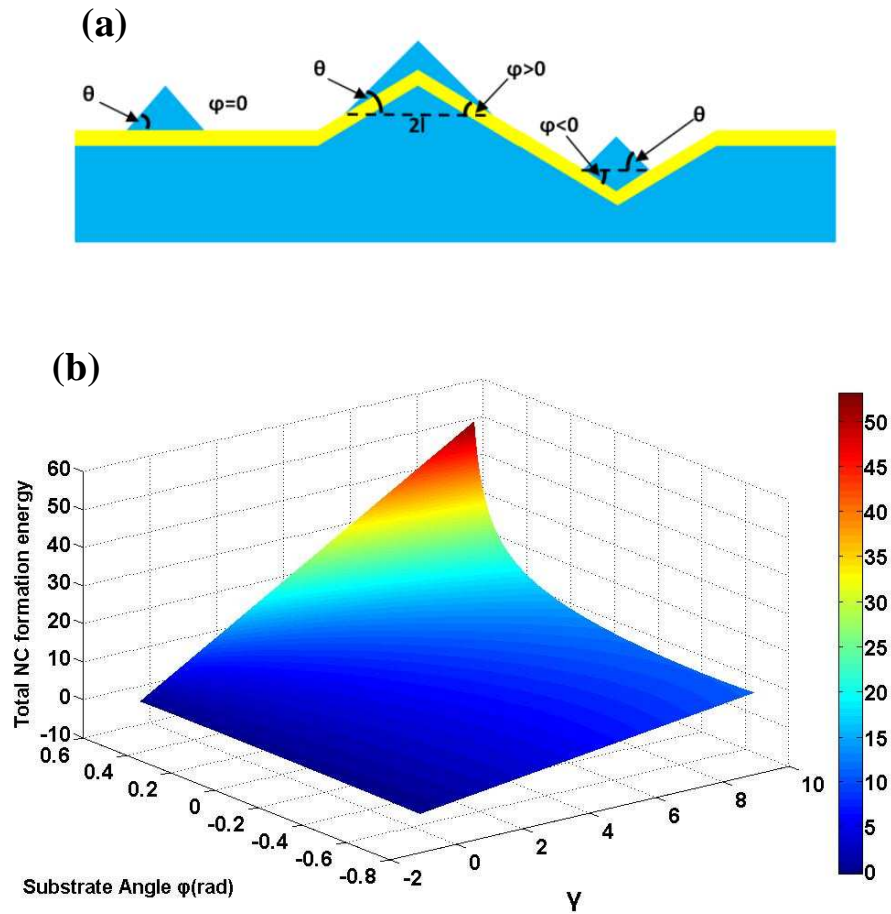 (a)
θ
φ=0
θ
φ>0
2l
φ<0
θ
(b)
Total NC formation energy
60
50
40
30
20
10
0
-10
0.6
0.4
0.2
0
-0.2
-0.4
-0.6
-0.8
Substrate Angle φ(rad)
-2
0
2
4
6
8
10
Y
50
45
40
35
30
25
20
15
10
5
0